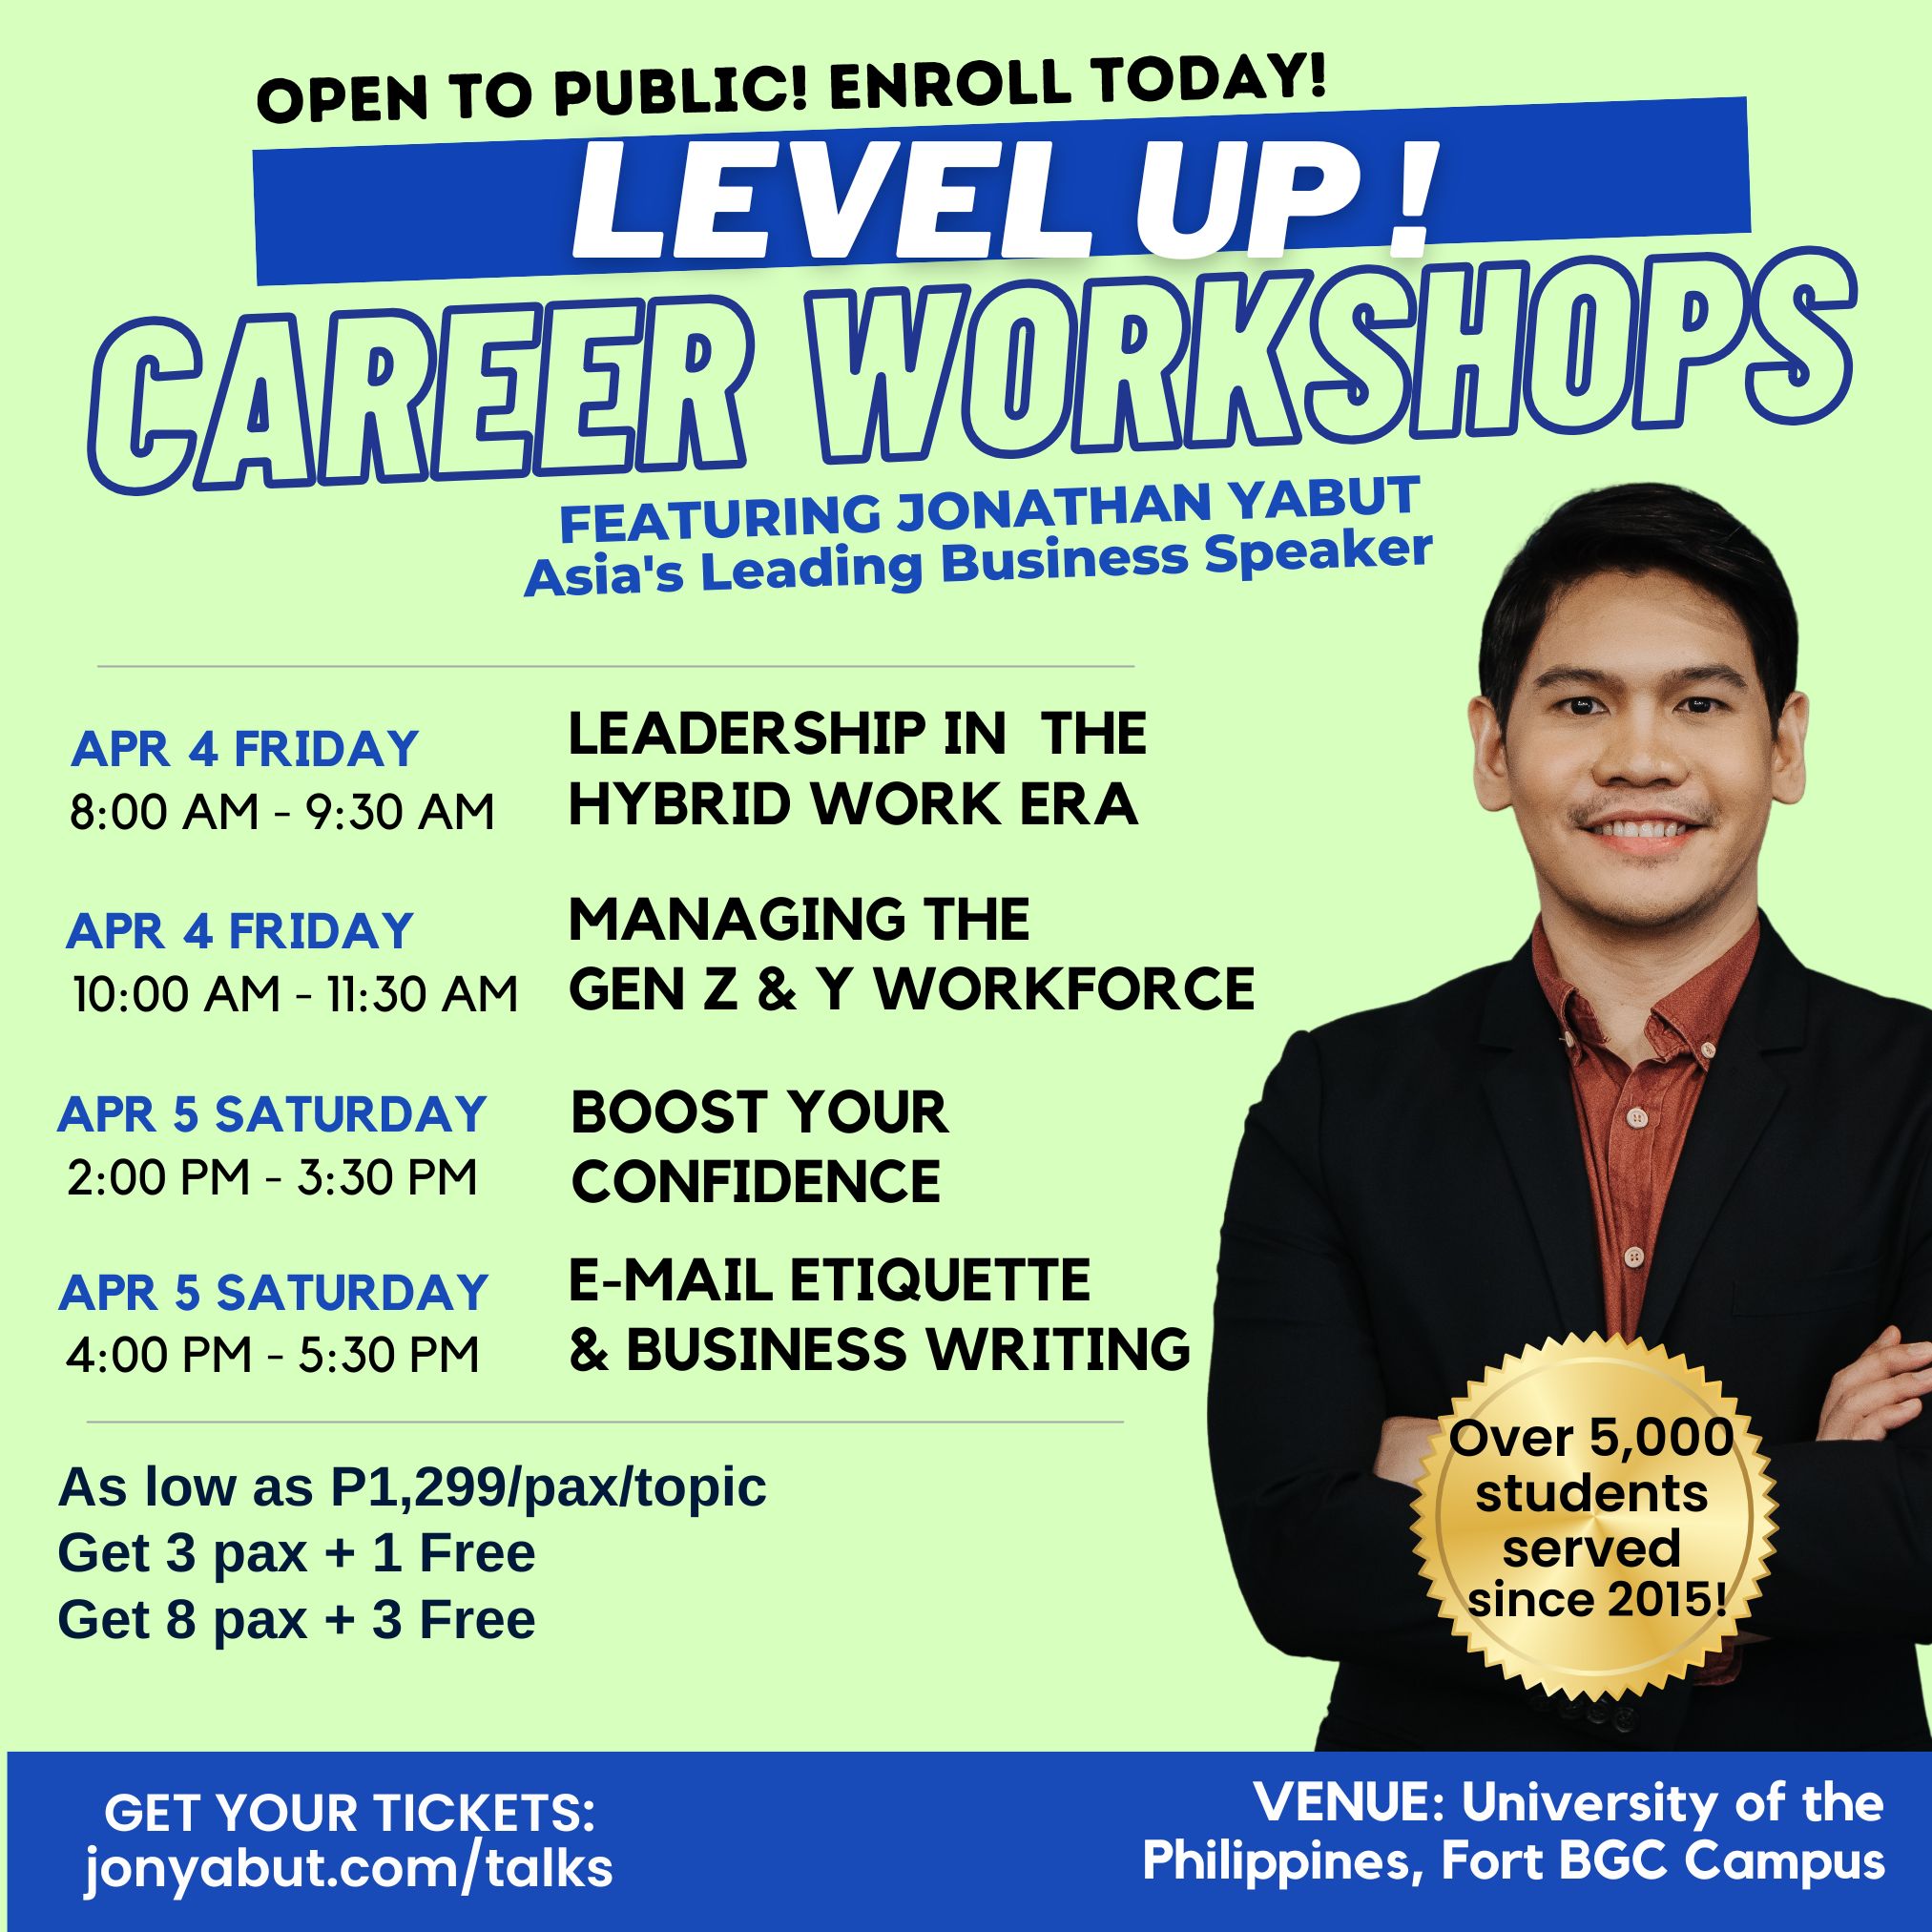 OPEN TO PUBLIC! ENROLL TODAY!
LEVEL UP !
CAREER WORKSHOPS
FEATURING JONATHAN YABUT
Asia's Leading Business Speaker
APR 4 FRIDAY
8:00 AM - 9:30 AM
LEADERSHIP IN THE
HYBRID WORK ERA
APR 4 FRIDAY
10:00 AM - 11:30 AM
MANAGING THE
GEN Z & Y WORKFORCE
APR 5 SATURDAY
2:00 PM - 3:30 PM
BOOST YOUR
CONFIDENCE
APR 5 SATURDAY
4:00 PM - 5:30 PM
E-MAIL ETIQUETTE
& BUSINESS WRITING
As low as P1,299/pax/topic
Get 3 pax + 1 Free
Get 8 pax + 3 Free
Over 5,000
students
served
since 2015!
GET YOUR TICKETS:
jonyabut.com/talks
VENUE: University of the
Philippines, Fort BGC Campus